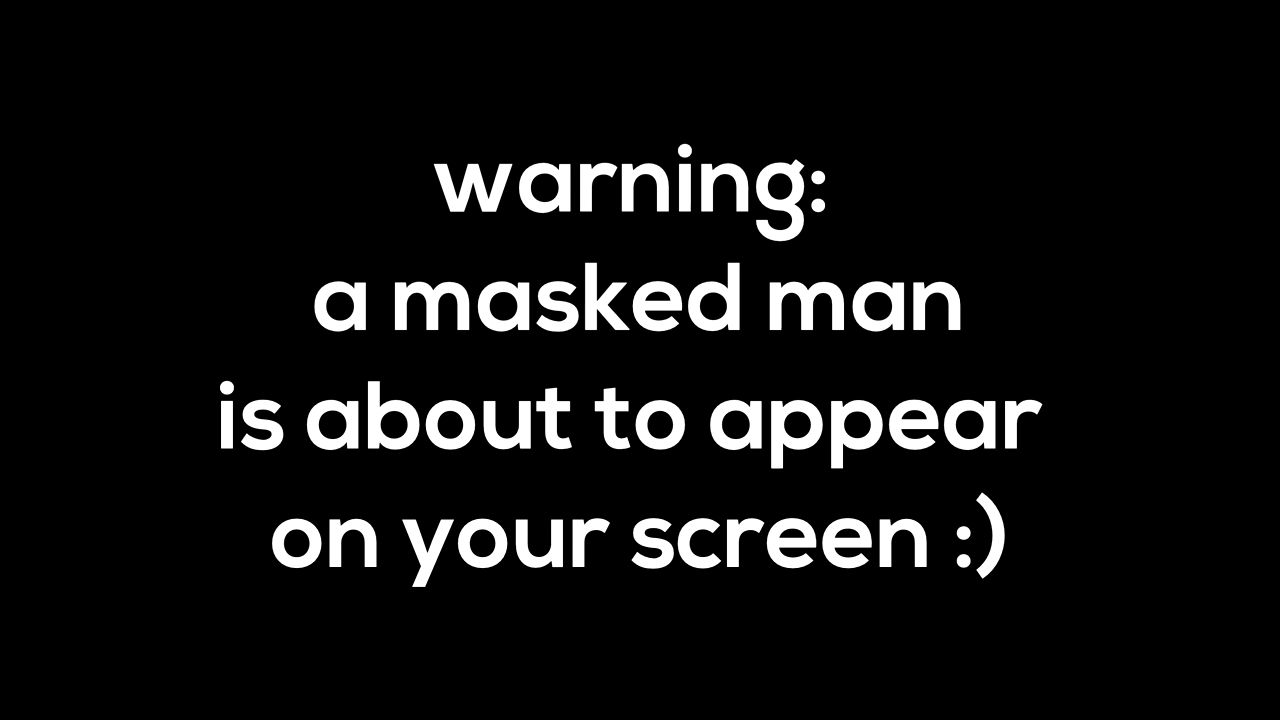 warning:
a masked man
is about to appear
on your screen :)